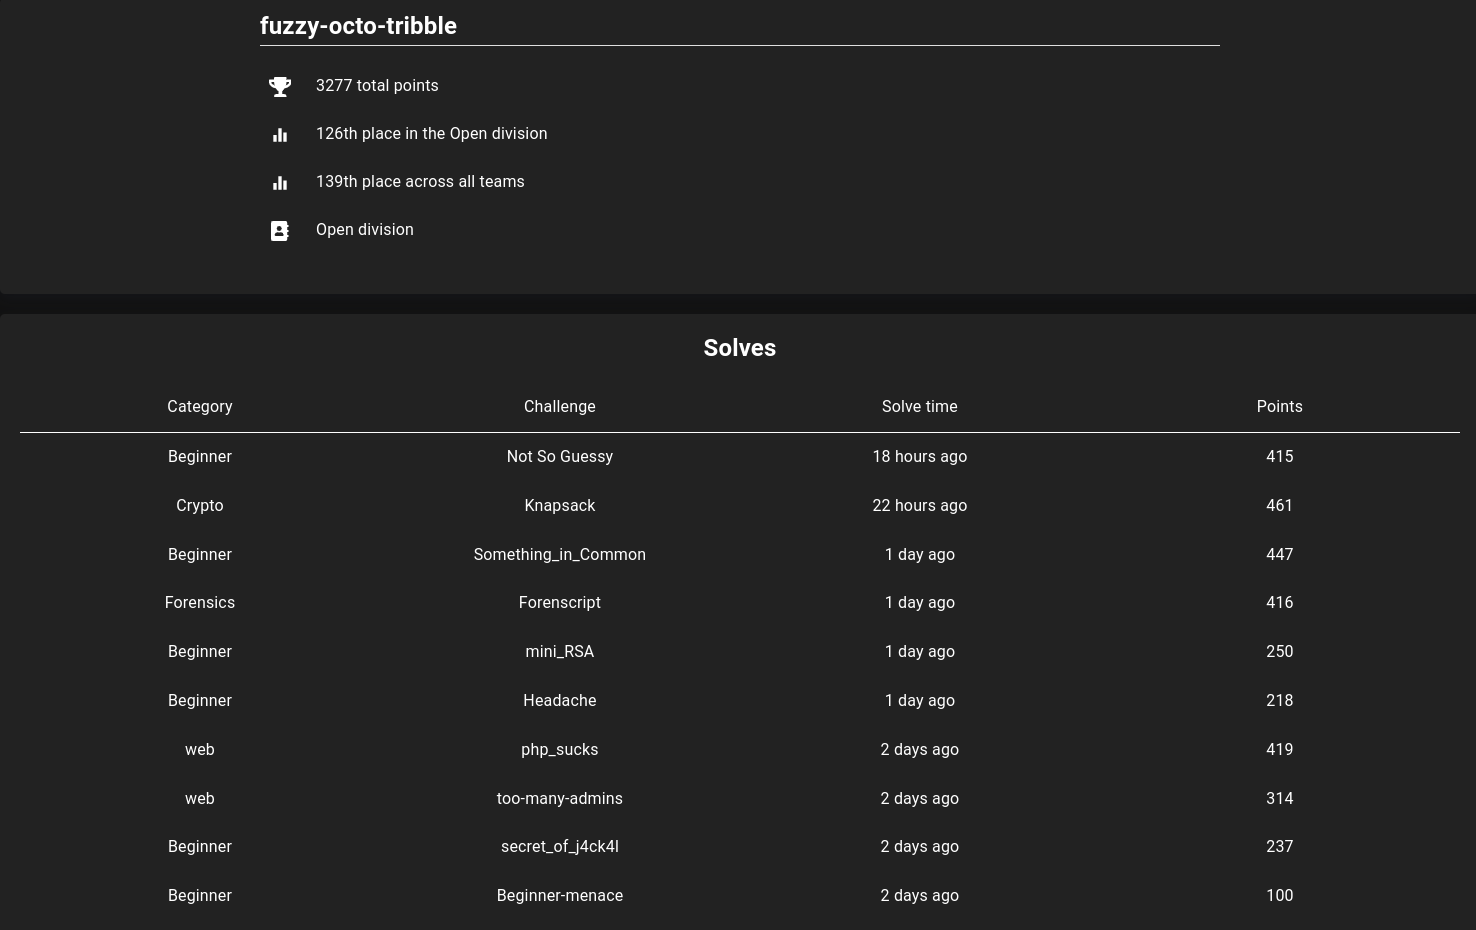 fuzzy-octo-tribble
3277 total points
126th place in the Open division
139th place across all teams
Open division
Solves
Category Challenge Solve time Points
Beginner Not So Guessy 18 hours ago 415
Crypto Knapsack 22 hours ago 461
Beginner Something_in_Common 1 day ago 447
Forensics Forenscript 1 day ago 416
Beginner mini_RSA 1 day ago 250
Beginner Headache 1 day ago 218
web php_sucks 2 days ago 419
web too-many-admins 2 days ago 314
Beginner secret_of_j4ck4l 2 days ago 237
Beginner Beginner-menace 2 days ago 100